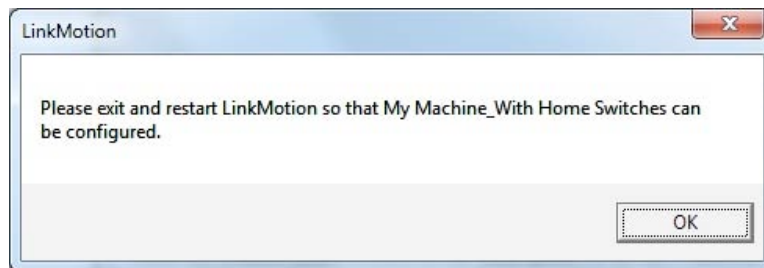 LinkMotion
Please exit and restart LinkMotion so that My Machine_With Home Switches can
be configured.
OK